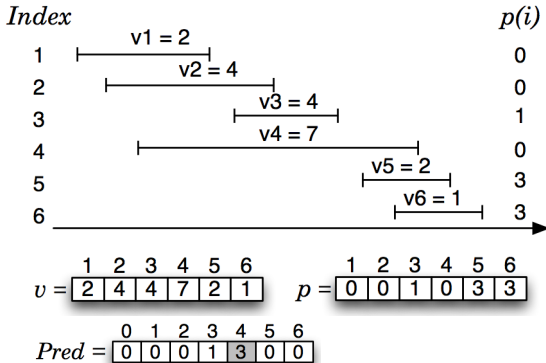 Index p(i)
1 v1 = 2 0
2 v2 = 4 0
3 v3 = 4 1
4 v4 = 7 0
5 v5 = 2 3
6 v6 = 1 3
1 2 3 4 5 6
v = 2 4 4 7 2 1
1 2 3 4 5 6
p = 0 0 1 0 3 3
0 1 2 3 4 5 6
Pred = 0 0 0 1 3 0 0